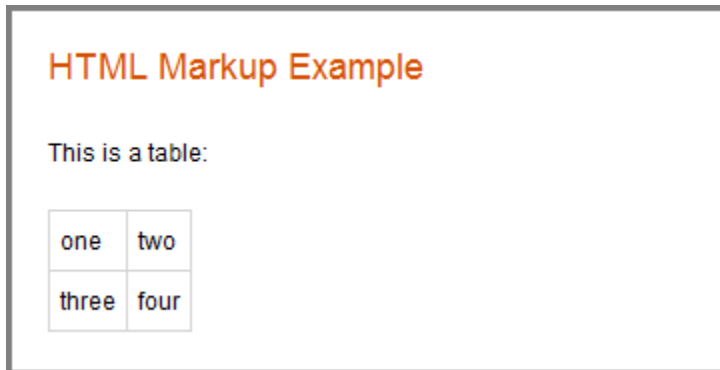 HTML Markup Example
This is a table:
one two
three four